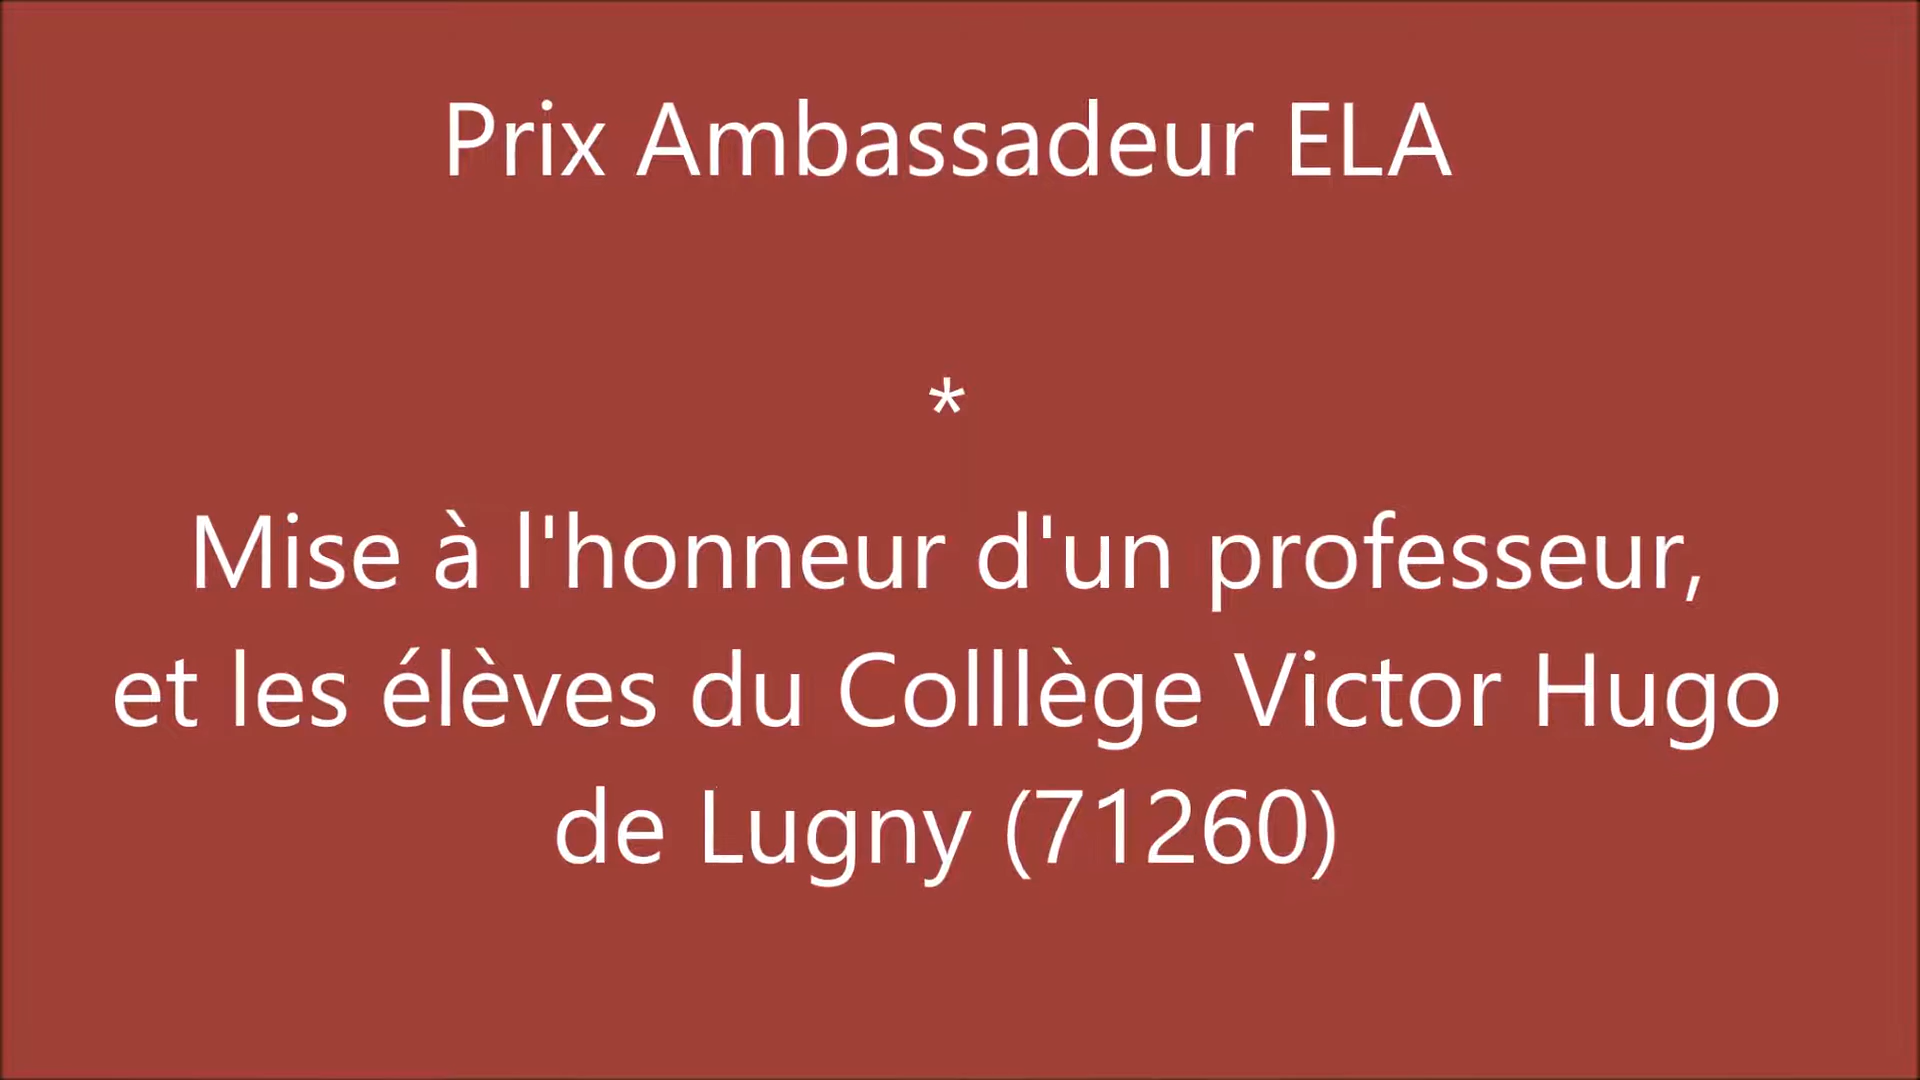 Prix Ambassadeur ELA
*
Mise à l'honneur d'un professeur,
et les élèves du Colllège Victor Hugo
de Lugny (71260)